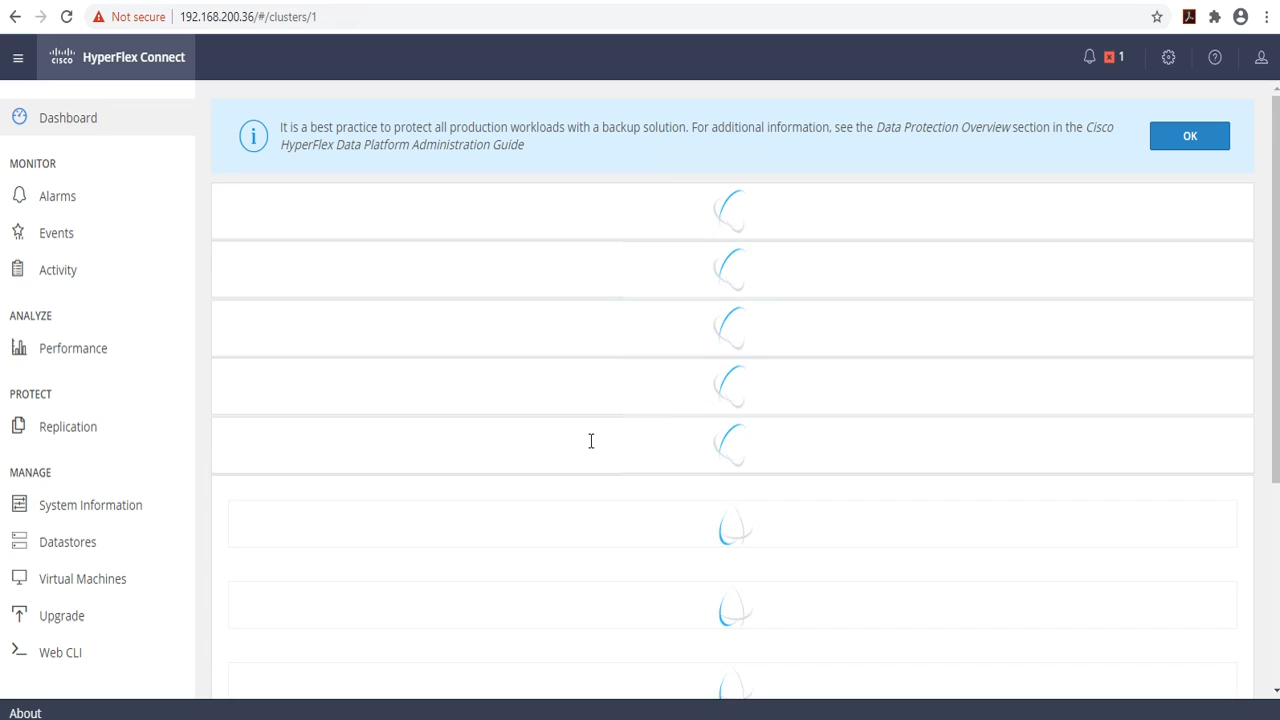 Not secure 192.168.200.36/#/clusters/1
cisco HyperFlex Connect 1
It is a best practice to protect all production workloads with a backup solution. For additional information, see the Data Protection Overview section in the Cisco
HyperFlex Data Platform Administration Guide
OK
Dashboard
MONITOR
Alarms
Events
Activity
ANALYZE
Performance
PROTECT
Replication
MANAGE
System Information
Datastores
Virtual Machines
Upgrade
Web CLI
About